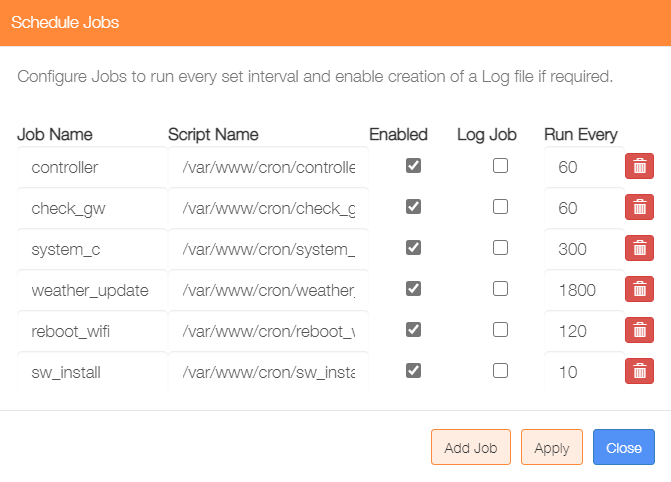 Schedule Jobs
Configure Jobs to run every set interval and enable creation of a Log file if required.
Job Name Script Name Enabled Log Job Run Every
controller /var/www/cron/controlle 60
check_gw /var/www/cron/check_g 60
system_c /var/www/cron/system_ 300
weather_update /var/www/cron/weather_ 1800
reboot_wifi /var/www/cron/reboot_w 120
sw_install /var/www/cron/sw_insta 10
Add Job Apply Close